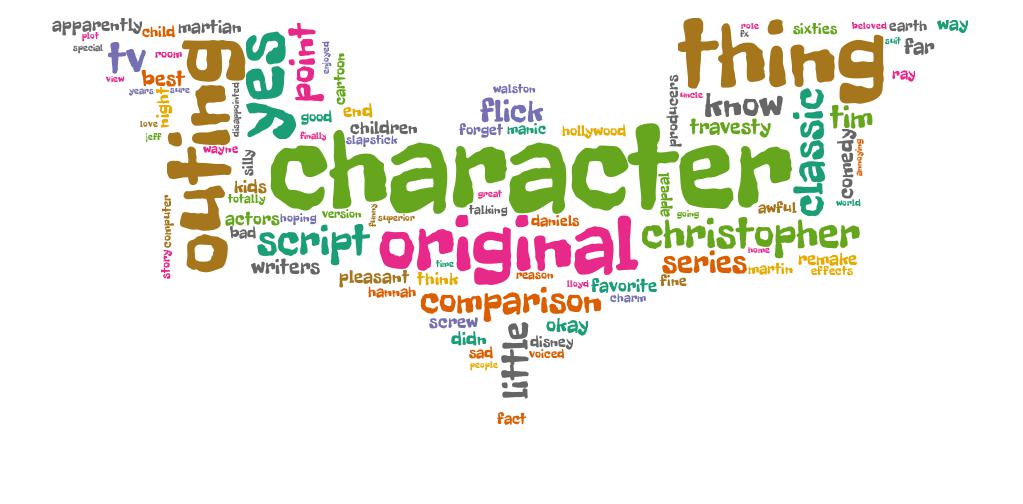 apparently
child
martian
plot
special
tv
room
view
best
years
sure
night
love
jeff
outing
yes
point
enjoyed
cartoon
disappointed
good
end
finally
children
slapstick
wayne
silly
kids
totally
computer
story
actors
hoping
version
funny
superior
bad
script
writers
walston
flick
forget
manic
hollywood
character
great
talking
daniels
original
time
reason
pleasant
think
hannah
comparison
lloyd
favorite
fine
charm
screw
okay
didn
disney
sad
voiced
people
little
fact
thing
role
fx
sixties
beloved
earth
way
suit
far
ray
producers
uncle
know
travesty
classic
tim
comedy
annoying
appeal
going
awful
world
christopher
home
series
martin
remake
effects